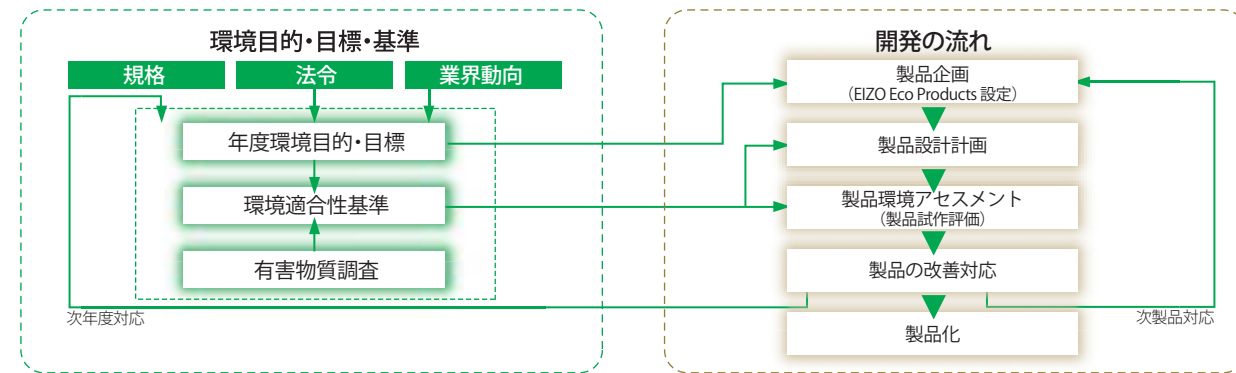 環境目的・目標・基準
規格
法令
業界動向
年度環境目的・目標
環境適合性基準
有害物質調査
次年度対応
開発の流れ
製品企画
（EIZO Eco Products 設定）
製品設計計画
製品環境アセスメント
（製品試作評価）
製品の改善対応
次製品対応
製品化